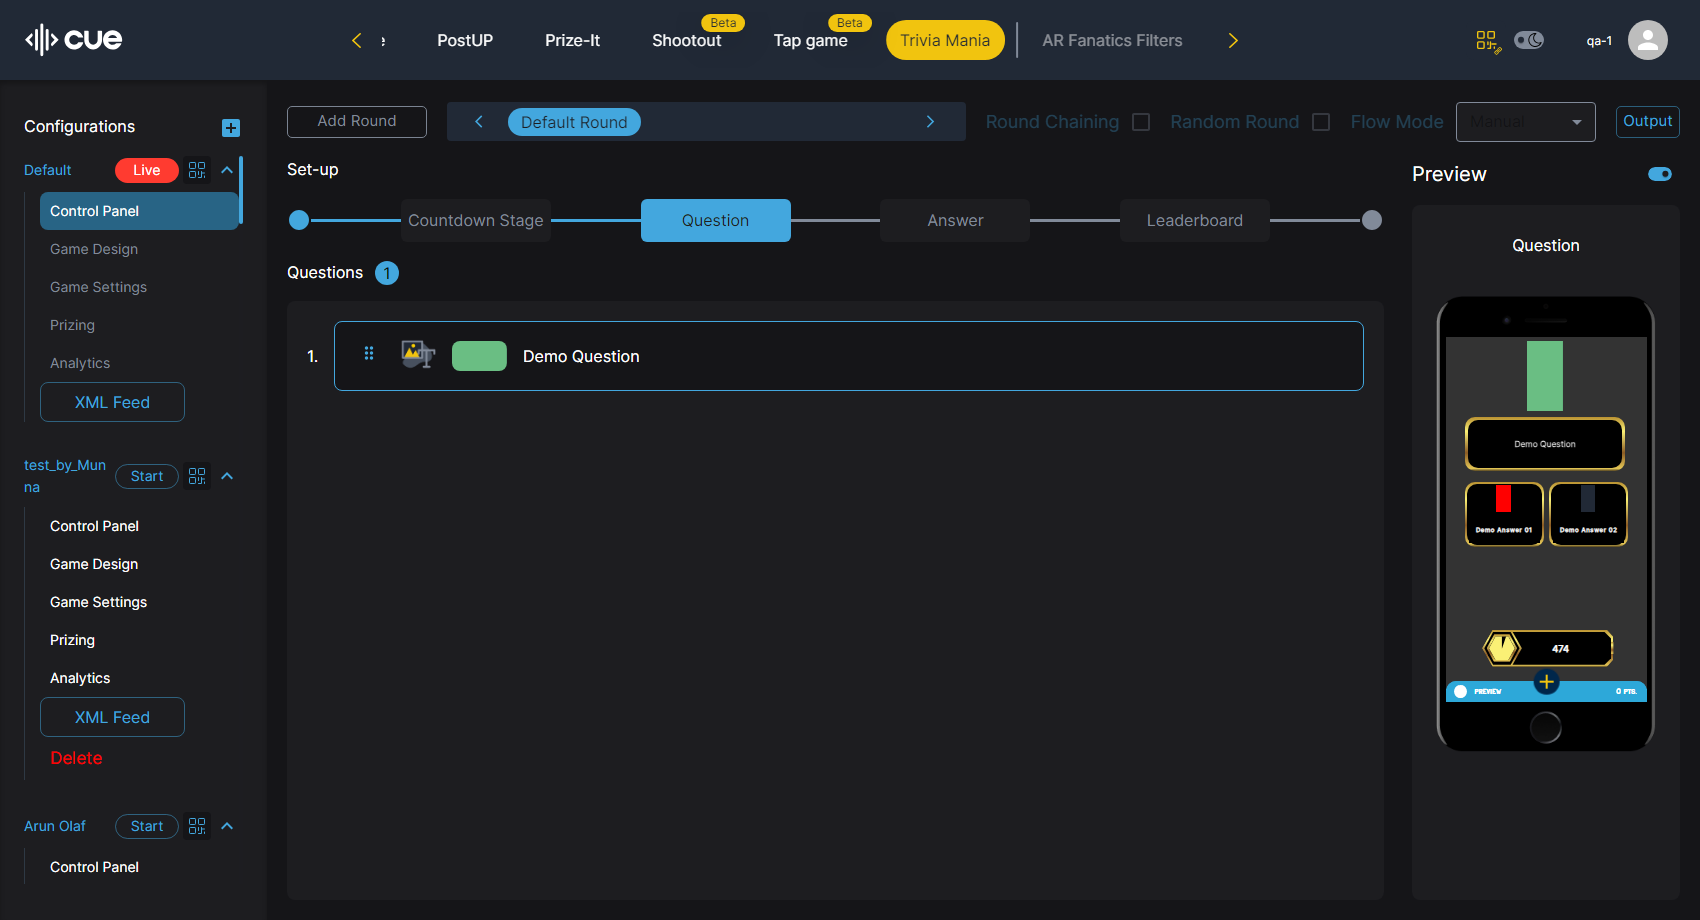 cue
PostUP
Prize-It
Beta
Shootout
Beta
Tap game
Trivia Mania
AR Fanatics Filters
qa-1
Configurations
Add Round
Default Round
Round Chaining
Random Round
Flow Mode
Manual
Output
Default
Live
Control Panel
Game Design
Game Settings
Prizing
Analytics
XML Feed
test_by_Mun
na
Start
Control Panel
Game Design
Game Settings
Prizing
Analytics
XML Feed
Delete
Arun Olaf
Start
Control Panel
Set-up
Countdown Stage
Question
Answer
Leaderboard
Questions 1
1.
Demo Question
Preview
Question
Demo Question
Demo Answer 01
Demo Answer 02
474
PREVIEW
0 PTS.